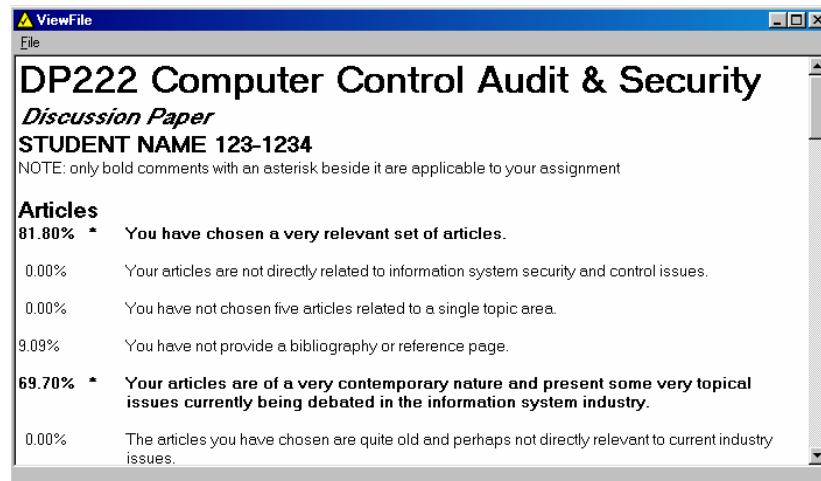 ViewFile
File
DP222 Computer Control Audit & Security
Discussion Paper
STUDENT NAME 123-1234
NOTE: only bold comments with an asterisk beside it are applicable to your assignment
Articles
81.80% * You have chosen a very relevant set of articles.
0.00% Your articles are not directly related to information system security and control issues.
0.00% You have not chosen five articles related to a single topic area.
9.09% You have not provide a bibliography or reference page.
69.70% * Your articles are of a very contemporary nature and present some very topical
issues currently being debated in the information system industry.
0.00% The articles you have chosen are quite old and perhaps not directly relevant to current industry
issues.